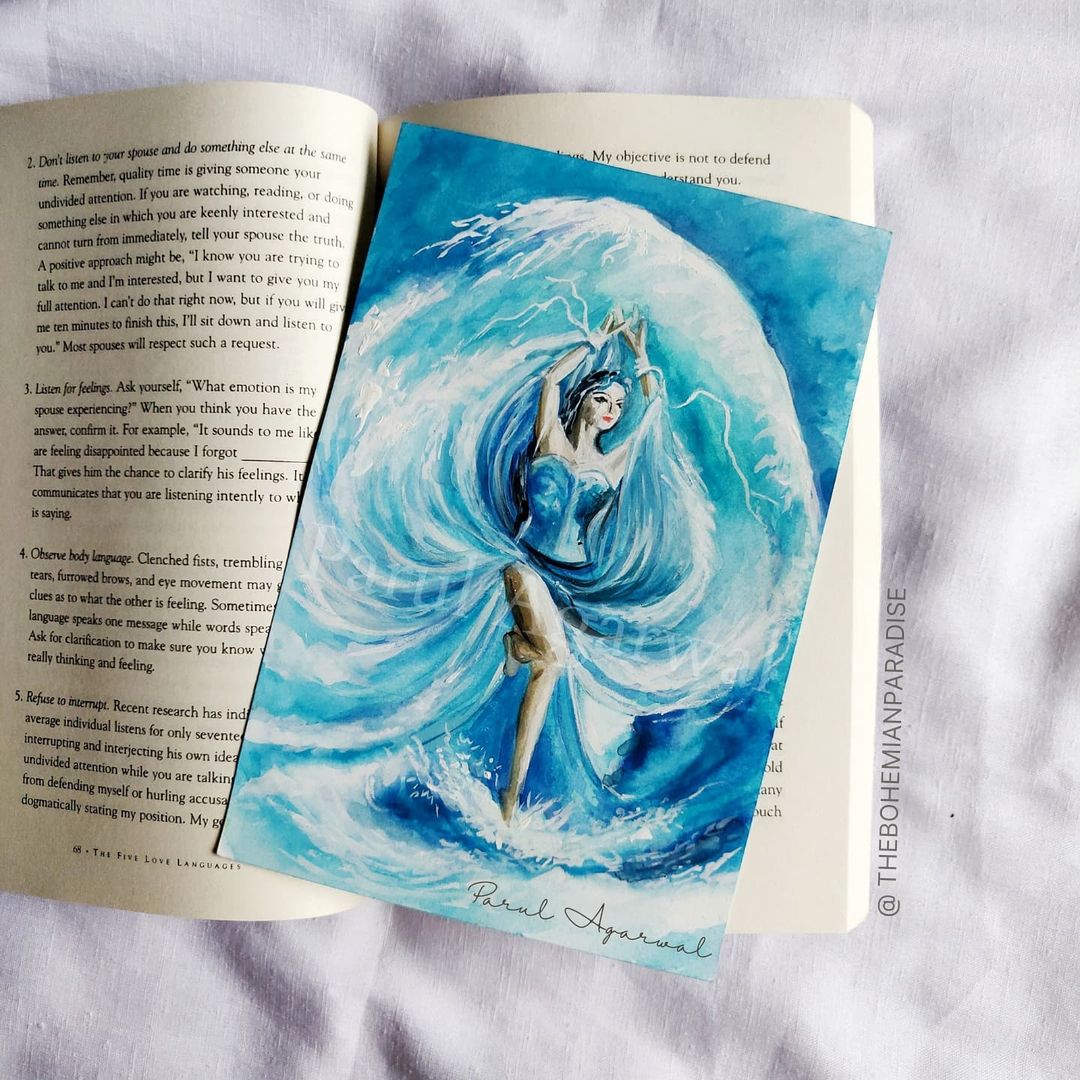 2. Don't listen to your spouse and do something else at the same
time. Remember, quality time is giving someone your
undivided attention. If you are watching, reading, or doing
something else in which you are keenly interested and
cannot turn from immediately, tell your spouse the truth.
A positive approach might be, “I know you are trying to
talk to me and I'm interested, but I want to give you my
full attention. I can't do that right now, but if you will giv
me ten minutes to finish this, I'll sit down and listen to
you.” Most spouses will respect such a request.
3. Listen for feelings. Ask yourself, “What emotion is my
spouse experiencing?” When you think you have the
answer, confirm it. For example, “It sounds to me lik
are feeling disappointed because I forgot ________
That gives him the chance to clarify his feelings. It
communicates that you are listening intently to wh
is saying.
4. Observe body language. Clenched fists, trembling
tears, furrowed brows, and eye movement may
clues as to what the other is feeling. Sometime
language speaks one message while words spea
Ask for clarification to make sure you know
really thinking and feeling.
5. Refuse to interrupt. Recent research has indi
average individual listens for only sevente
interrupting and interjecting his own idea
undivided attention while you are talkin
from defending myself or hurling accusa
dogmatically stating my position. My go
68 • THE FIVE LOVE LANGUAGES
My objective is not to defend
derstand you.
at
old
any
ouch
Parul Agarwal
Parul Agarwal
@ THEBOHEMIANPARADISE